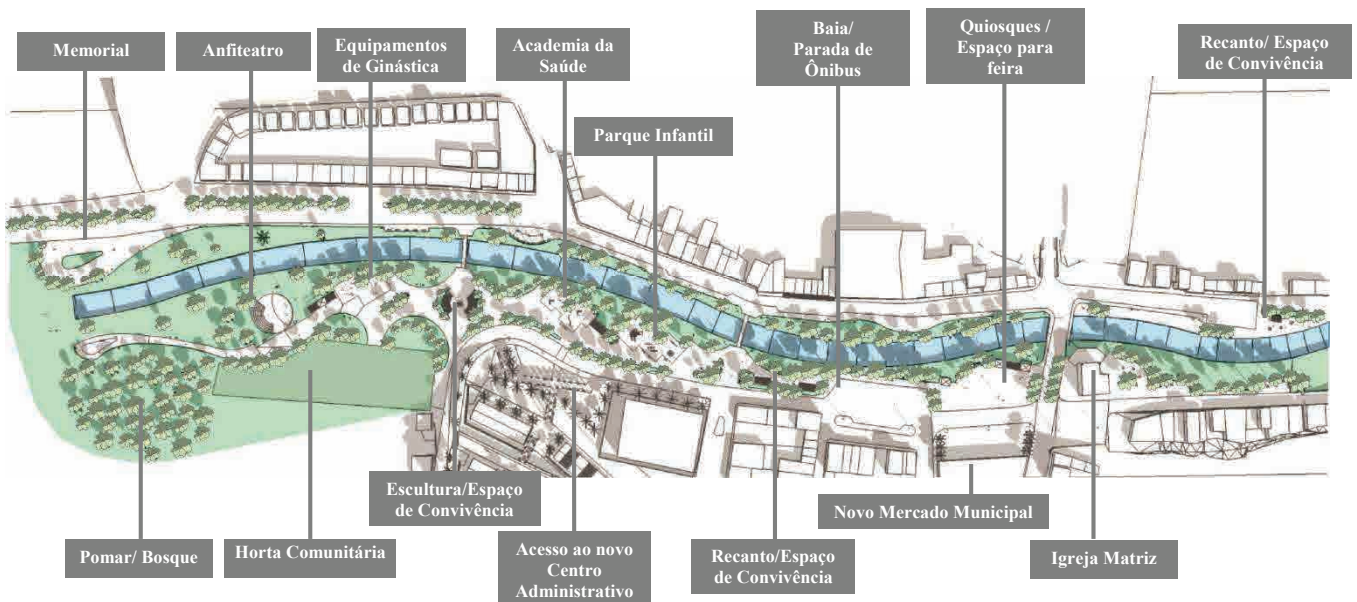 Memorial
Anfiteatro
Equipamentos
de Ginástica
Academia da
Saúde
Parque Infantil
Baia/
Parada de
Ônibus
Quiosques /
Espaço para
feira
Recanto/ Espaço
de Convivência
Pomar/ Bosque
Horta Comunitária
Escultura/Espaço
de Convivência
Acesso ao novo
Centro
Administrativo
Recanto/Espaço
de Convivência
Novo Mercado Municipal
Igreja Matriz